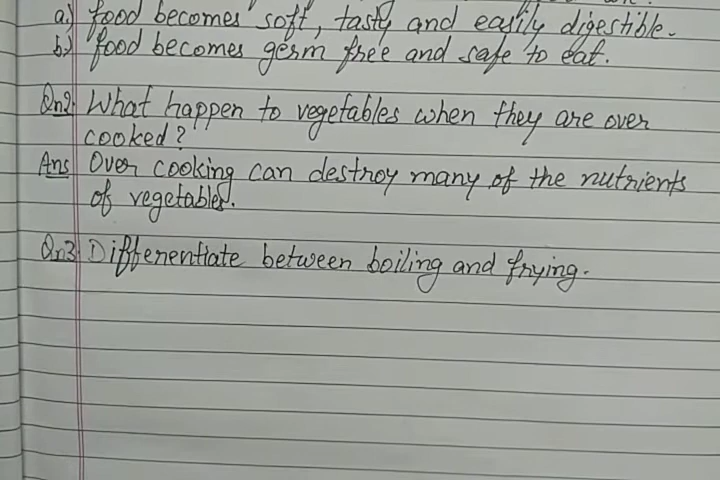 a.) food becomes soft, tasty and easily digestible.
b.) food becomes germ free and safe to eat.
Qn2. What happen to vegetables when they are over
cooked?
Ans Over cooking can destroy many of the nutrients
of vegetables.
Qn3. Differentiate between boiling and frying.